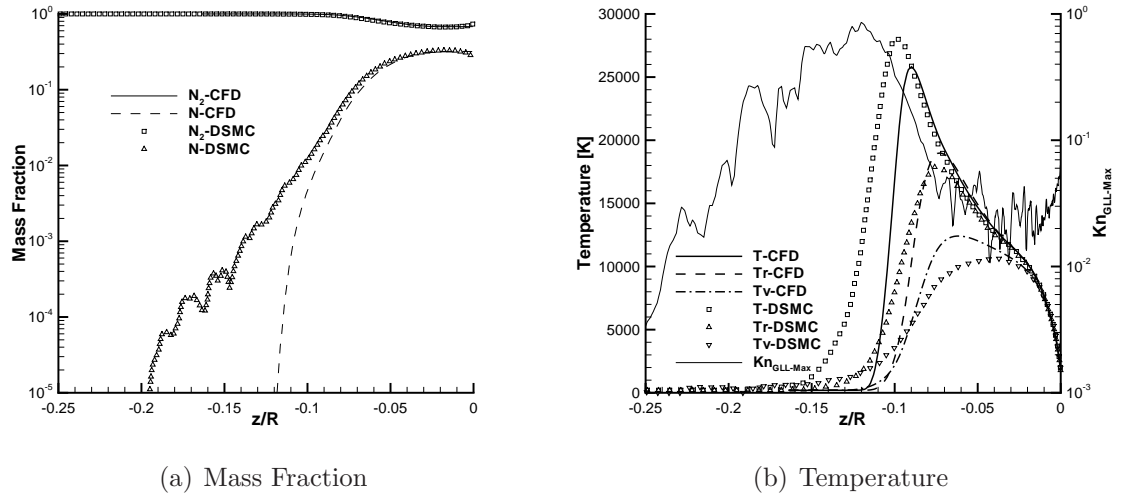 Mass Fraction
10⁰
10⁻¹
10⁻²
10⁻³
10⁻⁴
10⁻⁵
N₂-CFD
N-CFD
N₂-DSMC
N-DSMC
-0.25 -0.2 -0.15 -0.1 -0.05 0
z/R
(a) Mass Fraction
Temperature [K]
30000
25000
20000
15000
10000
5000
0
T-CFD
Tr-CFD
Tv-CFD
T-DSMC
Tr-DSMC
Tv-DSMC
Kn_GLL-Max
10⁰
10⁻¹
10⁻²
10⁻³
Kn_GLL-Max
-0.25 -0.2 -0.15 -0.1 -0.05 0
z/R
(b) Temperature